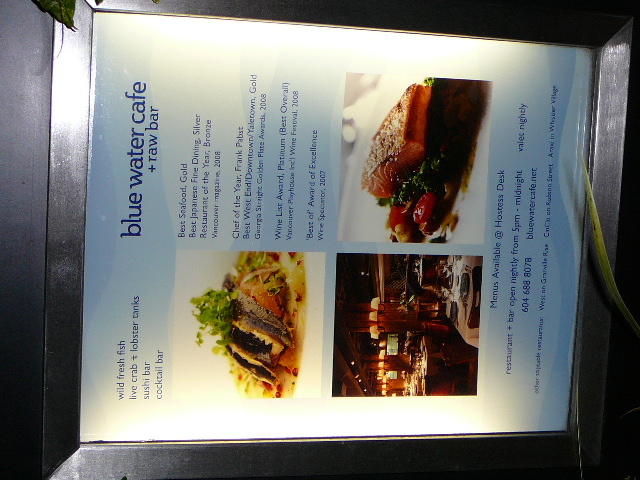 wild fresh fish
live crab + lobster tanks
sushi bar
cocktail bar
blue water cafe
+ raw bar
Best Seafood, Gold
Best Japanese Fine Dining, Silver
Restaurant of the Year, Bronze
Vancouver magazine, 2008
Chef of the Year, Frank Pabst
Best West End/Downtown/Yaletown, Gold
Georgia Straight Golden Plate Awards, 2008
Wine List Award, Platinum (Best Overall)
Vancouver Playhouse Int'l Wine Festival, 2008
'Best of' Award of Excellence
Wine Spectator, 2007
Menus Available @ Hostess Desk
restaurant + bar open nightly from 5pm - midnight valet nightly
604 688 8078 bluewatercafe.net
other toptable restaurants: West on Granville Rise CinCin on Robson Street Araxi in Whistler Village